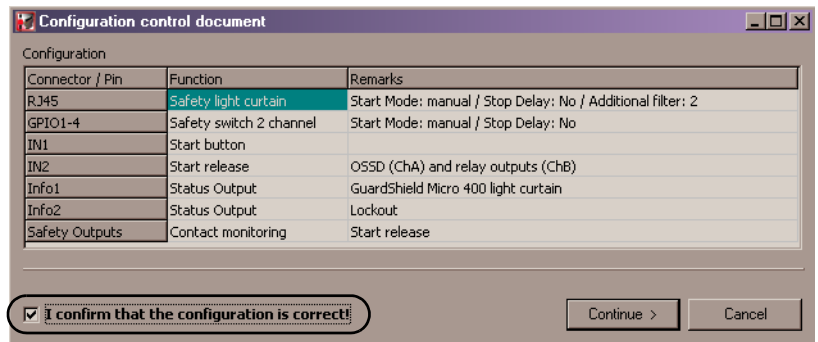 Configuration control document
Configuration
Connector / Pin Function Remarks
RJ45 Safety light curtain Start Mode: manual / Stop Delay: No / Additional filter: 2
GPIO1-4 Safety switch 2 channel Start Mode: manual / Stop Delay: No
IN1 Start button
IN2 Start release OSSD (ChA) and relay outputs (ChB)
Info1 Status Output GuardShield Micro 400 light curtain
Info2 Status Output Lockout
Safety Outputs Contact monitoring Start release
I confirm that the configuration is correct! Continue > Cancel